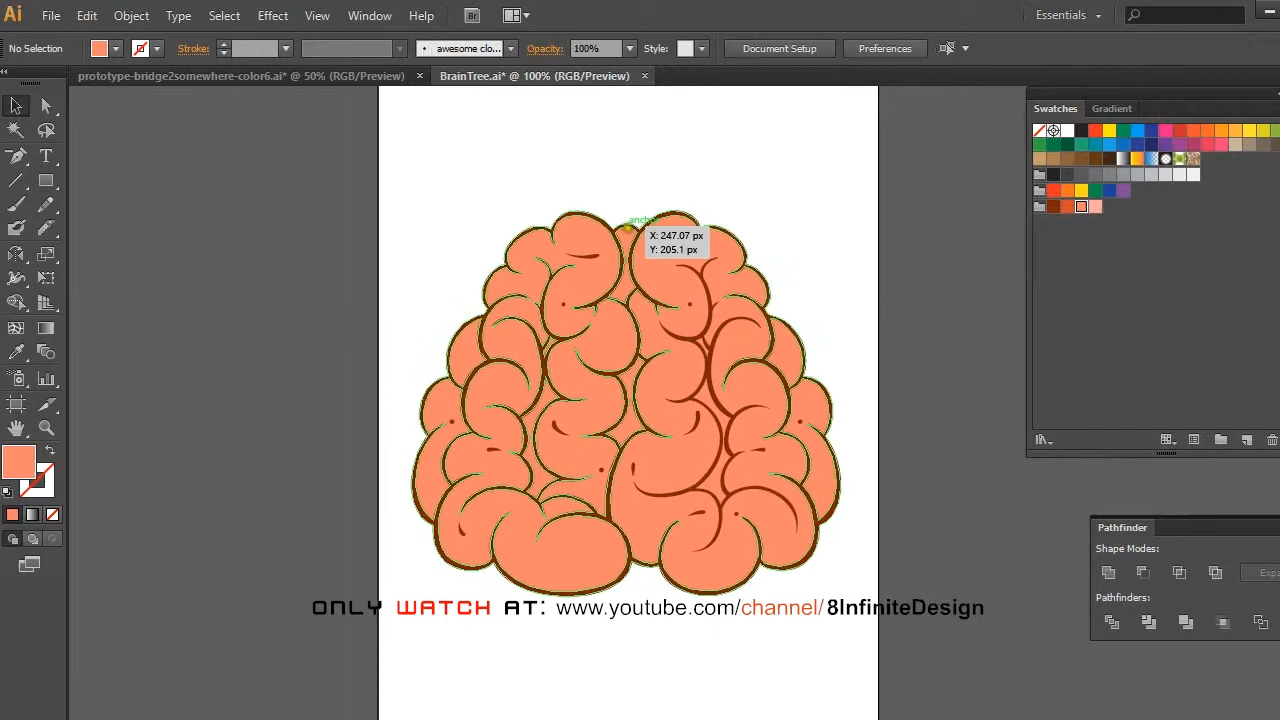 Ai File Edit Object Type Select Effect View Window Help Br Essentials
No Selection Stroke: awesome clo... Opacity: 100% Style: Document Setup Preferences
prototype-bridge2somewhere-color6.ai* @ 50% (RGB/Preview) × BrainTree.ai* @ 100% (RGB/Preview) ×
Swatches Gradient
X: 247.07 px
Y: 205.1 px
Pathfinder
Shape Modes:
Expa
Pathfinders:
ONLY WATCH AT: www.youtube.com/channel/8InfiniteDesign